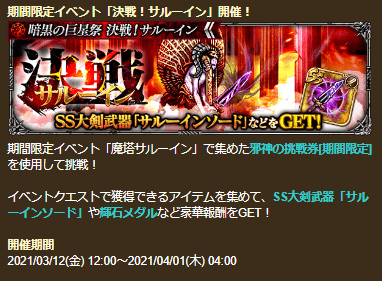 期間限定イベント「決戦！サルーイン」開催！
暗黒の巨星祭 決戦！サルーイン
決戦
サルーイン
SS大剣武器「サルーインソード」などをGET！
期間限定イベント「魔塔サルーイン」で集めた邪神の挑戦券[期間限定]
を使用して挑戦！
イベントクエストで獲得できるアイテムを集めて、SS大剣武器「サル
ーインソード」や輝石メダルなど豪華報酬をGET！
開催期間
2021/03/12(金) 12:00～2021/04/01(木) 04:00